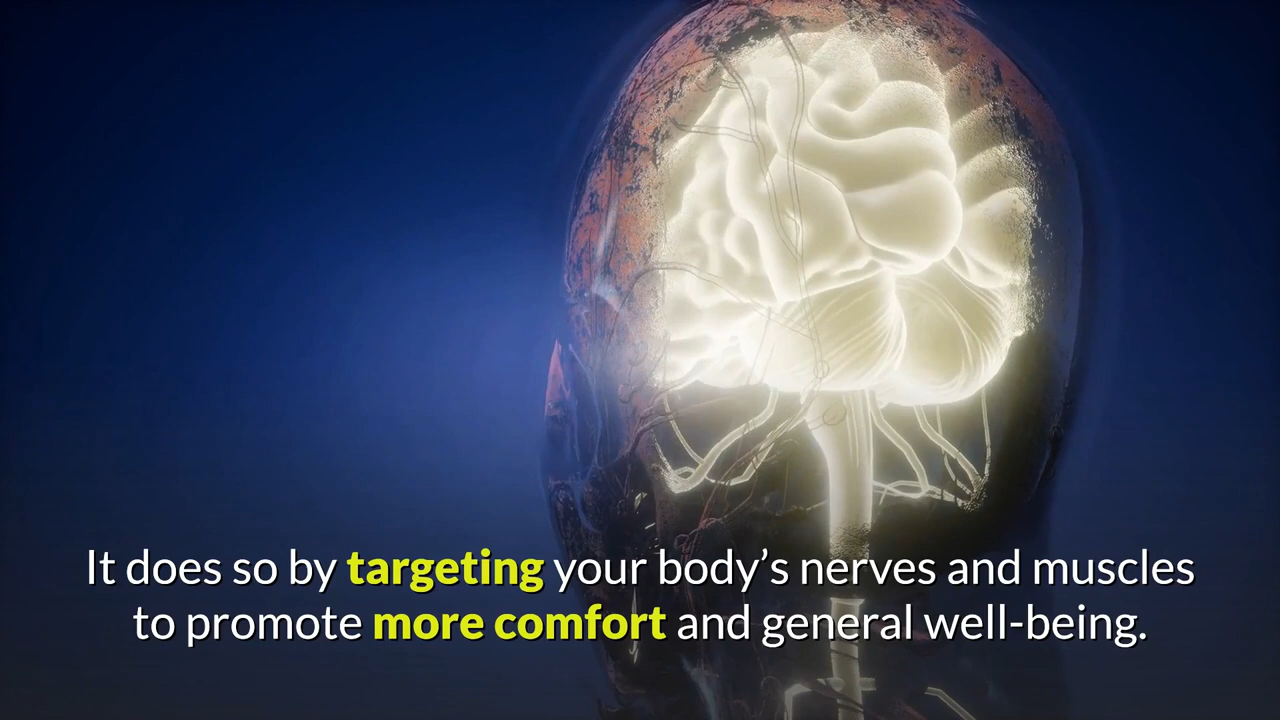 It does so by targeting your body’s nerves and muscles
to promote more comfort and general well-being.